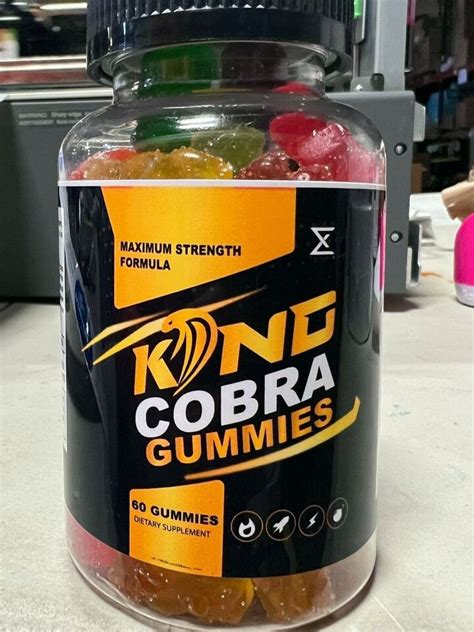 MAXIMUM STRENGTH
FORMULA
KING
COBRA
GUMMIES
60 GUMMIES
DIETARY SUPPLEMENT